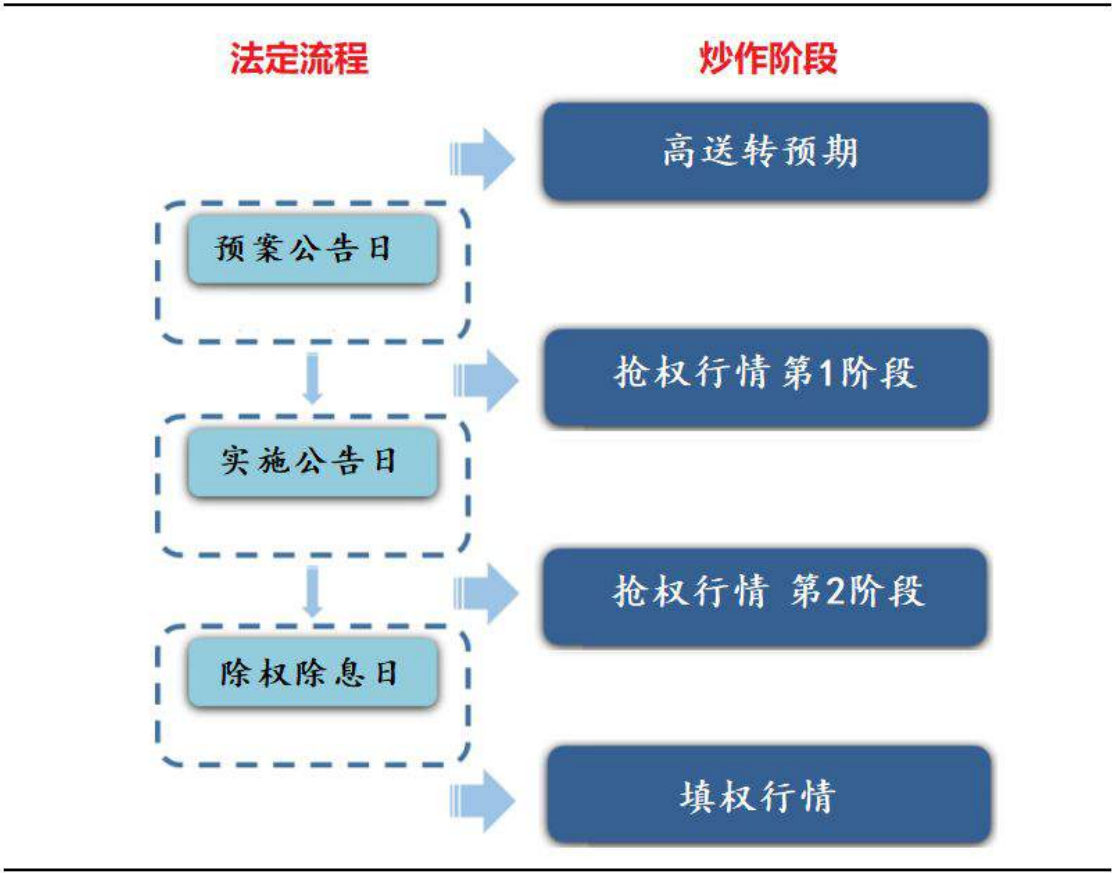 法定流程
炒作阶段
高送转预期
预案公告日
抢权行情 第1阶段
实施公告日
抢权行情 第2阶段
除权除息日
填权行情